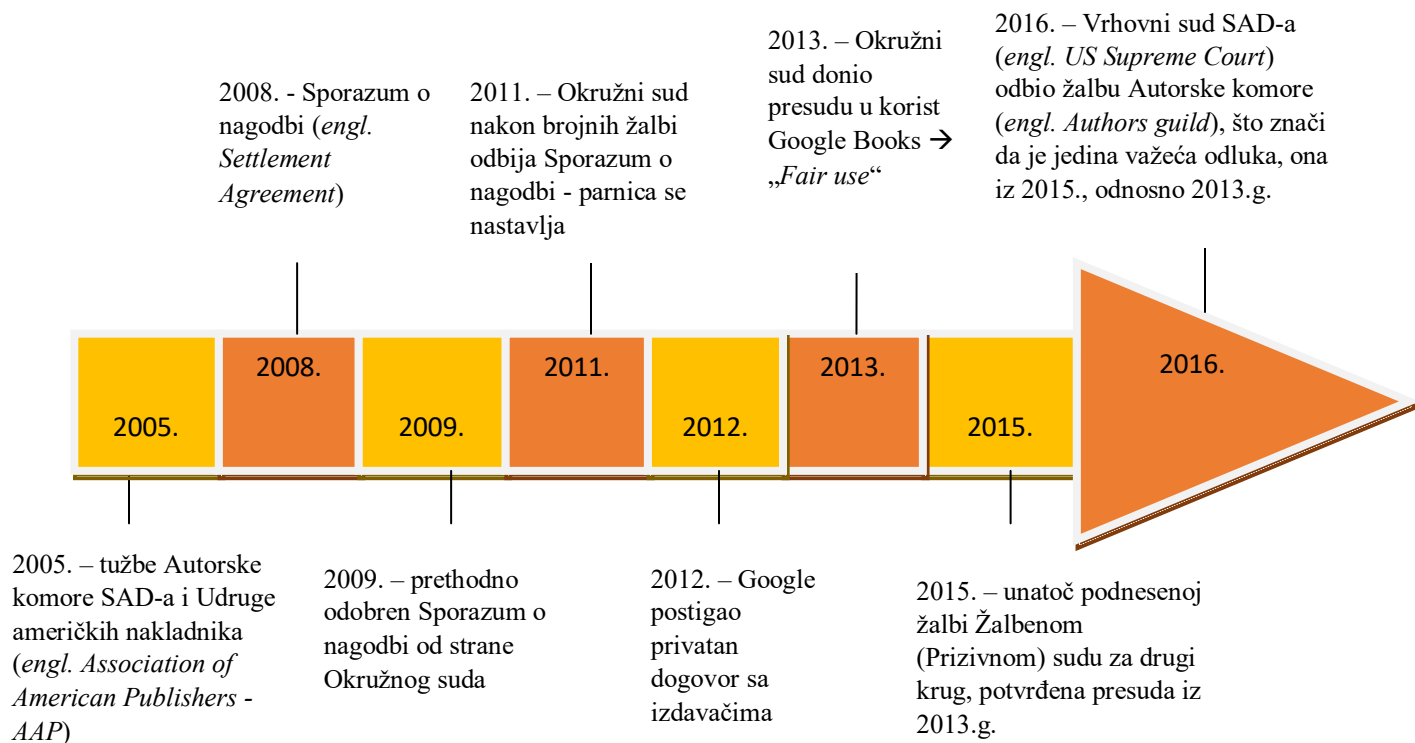 2008. - Sporazum o
nagodbi (engl.
Settlement
Agreement)
2011. – Okružni sud
nakon brojnih žalbi
odbija Sporazum o
nagodbi - parnica se
nastavlja
2013. – Okružni
sud donio
presudu u korist
Google Books →
„Fair use“
2016. – Vrhovni sud SAD-a
(engl. US Supreme Court)
odbio žalbu Autorske komore
(engl. Authors guild), što znači
da je jedina važeća odluka, ona
iz 2015., odnosno 2013.g.
2005.
2008.
2009.
2011.
2012.
2013.
2015.
2016.
2005. – tužbe Autorske
komore SAD-a i Udruge
američkih nakladnika
(engl. Association of
American Publishers -
AAP)
2009. – prethodno
odobren Sporazum o
nagodbi od strane
Okružnog suda
2012. – Google
postigao
privatan
dogovor sa
izdavačima
2015. – unatoč podnesenoj
žalbi Žalbenom
(Prizivnom) sudu za drugi
krug, potvrđena presuda iz
2013.g.